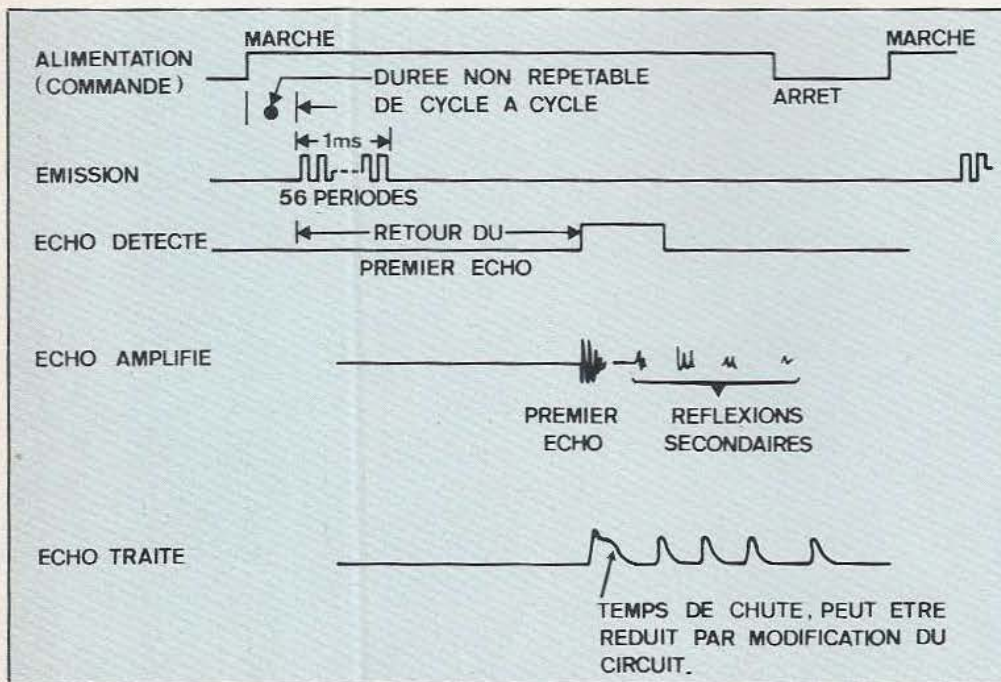 MARCHE
MARCHE
ALIMENTATION
(COMMANDE)
DUREE NON REPETABLE
DE CYCLE A CYCLE
ARRET
1ms
EMISSION
56 PERIODES
ECHO DETECTE
RETOUR DU
PREMIER ECHO
ECHO AMPLIFIE
PREMIER
ECHO
REFLEXIONS
SECONDAIRES
ECHO TRAITE
TEMPS DE CHUTE, PEUT ETRE
REDUIT PAR MODIFICATION DU
CIRCUIT.